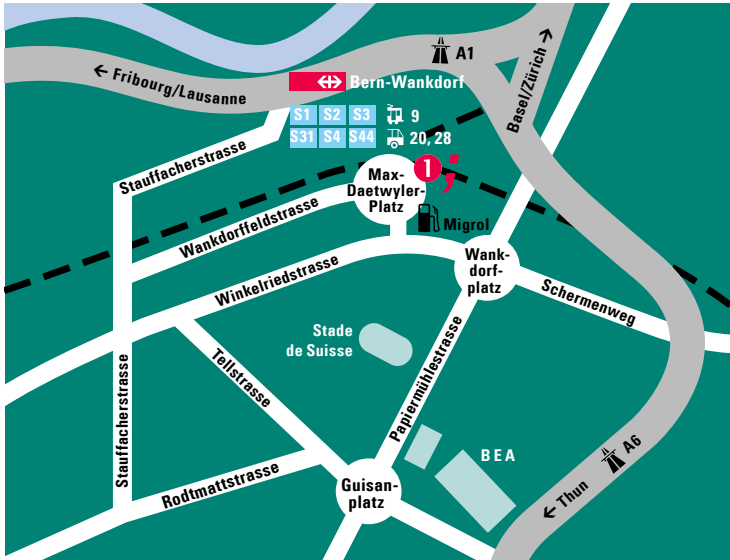 A1
← Fribourg/Lausanne
Basel/Zürich →
Bern-Wankdorf
S1 S2 S3 9
S31 S4 S44 20, 28
Stauffacherstrasse
1
Max-
Daetwyler-
Platz
Migrol
Wankdorffeldstrasse
Winkelriedstrasse
Wank-
dorf-
platz
Schermenweg
Stade
de Suisse
Tellstrasse
Papiermühlestrasse
Stauffacherstrasse
BEA
A6
← Thun
Rodtmattstrasse
Guisan-
platz